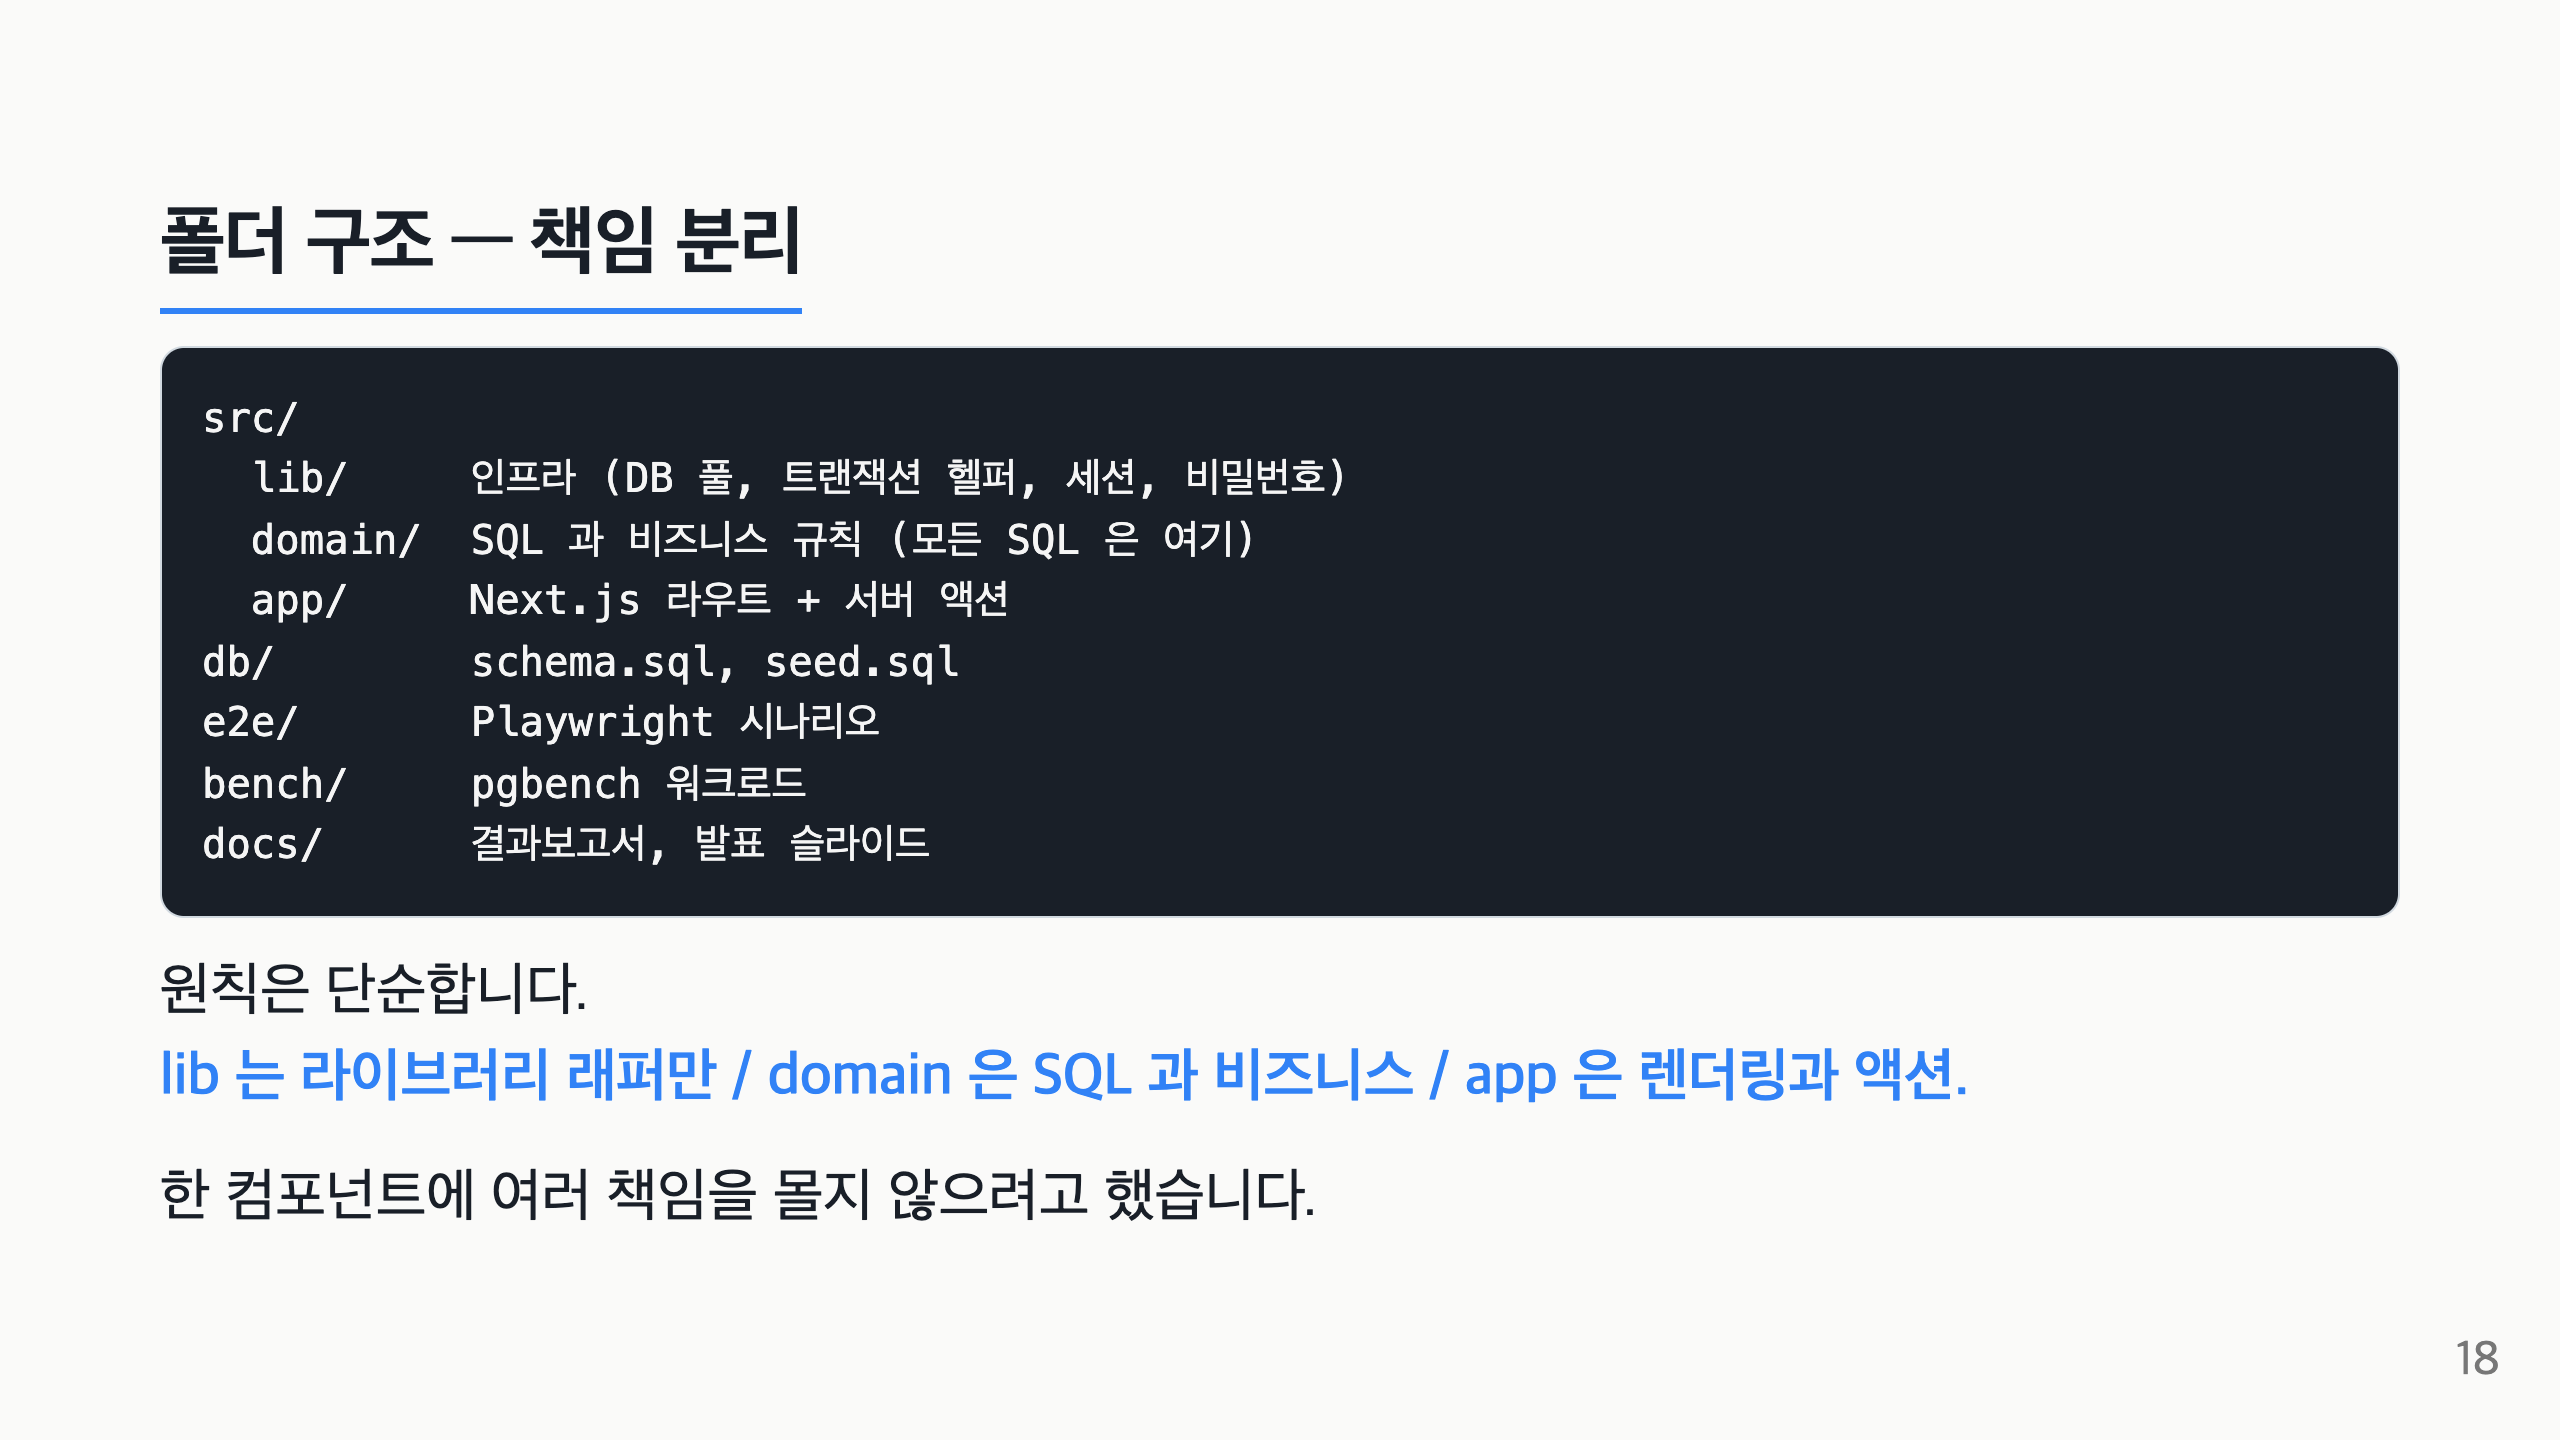 폴더 구조 — 책임 분리
src/
  lib/     인프라 (DB 풀, 트랜잭션 헬퍼, 세션, 비밀번호)
  domain/  SQL 과 비즈니스 규칙 (모든 SQL 은 여기)
  app/     Next.js 라우트 + 서버 액션
db/        schema.sql, seed.sql
e2e/       Playwright 시나리오
bench/     pgbench 워크로드
docs/      결과보고서, 발표 슬라이드
원칙은 단순합니다.
lib 는 라이브러리 래퍼만 / domain 은 SQL 과 비즈니스 / app 은 렌더링과 액션.
한 컴포넌트에 여러 책임을 몰지 않으려고 했습니다.
18